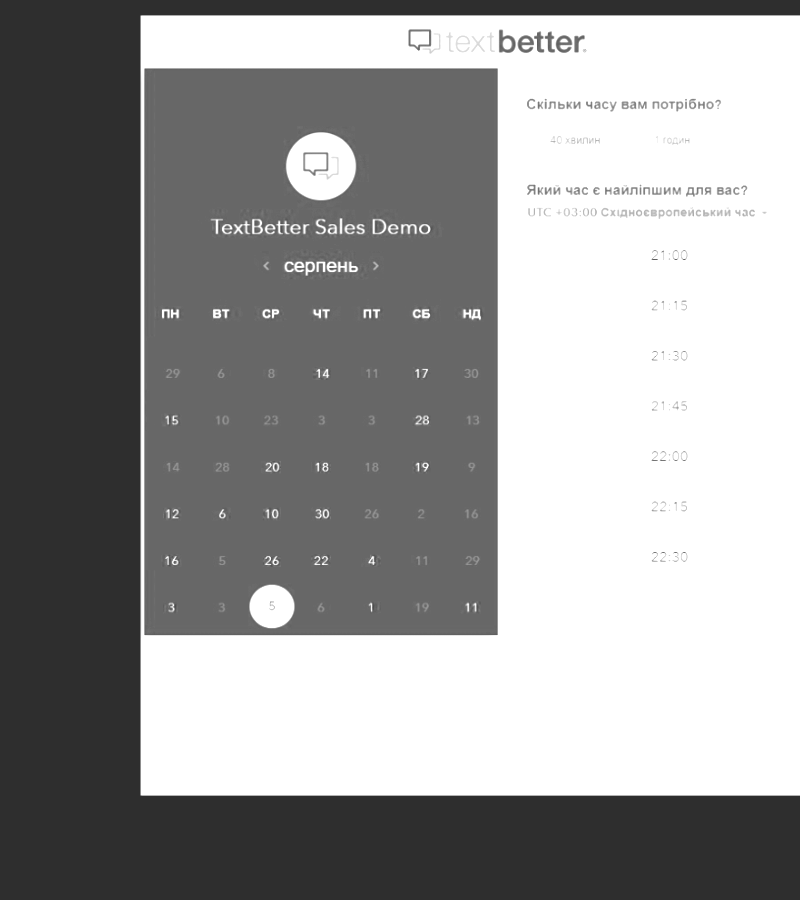 textbetter.
TextBetter Sales Demo
< серпень >
ПН ВТ СР ЧТ ПТ СБ НД
29 6 8 14 11 17 30
15 10 23 3 3 28 13
14 28 20 18 18 19 9
12 6 10 30 26 2 16
16 5 26 22 4 11 29
3 3 5 6 1 19 11
Скільки часу вам потрібно?
40 хвилин 1 годин
Який час є найліпшим для вас?
UTC +03:00 Східноєвропейський час
21:00
21:15
21:30
21:45
22:00
22:15
22:30